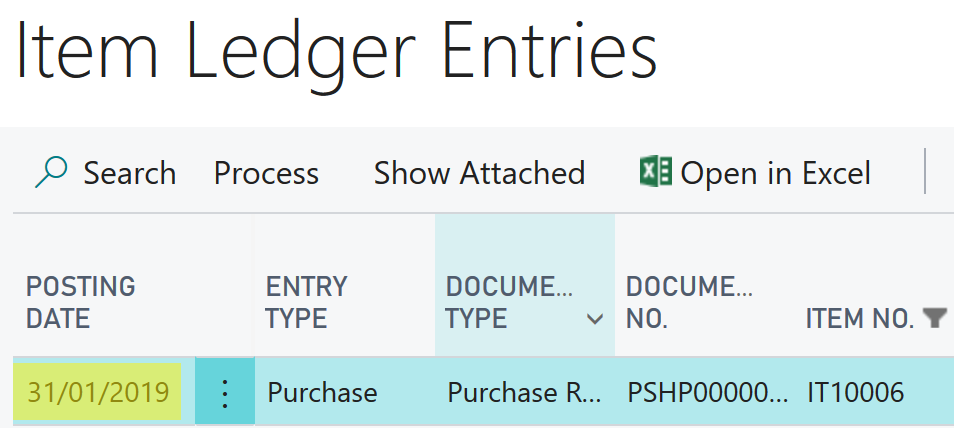 Item Ledger Entries
Search Process Show Attached Open in Excel
POSTING DATE ENTRY TYPE DOCUME... TYPE DOCUME... NO. ITEM NO.
31/01/2019 Purchase Purchase R... PSHP00000... IT10006